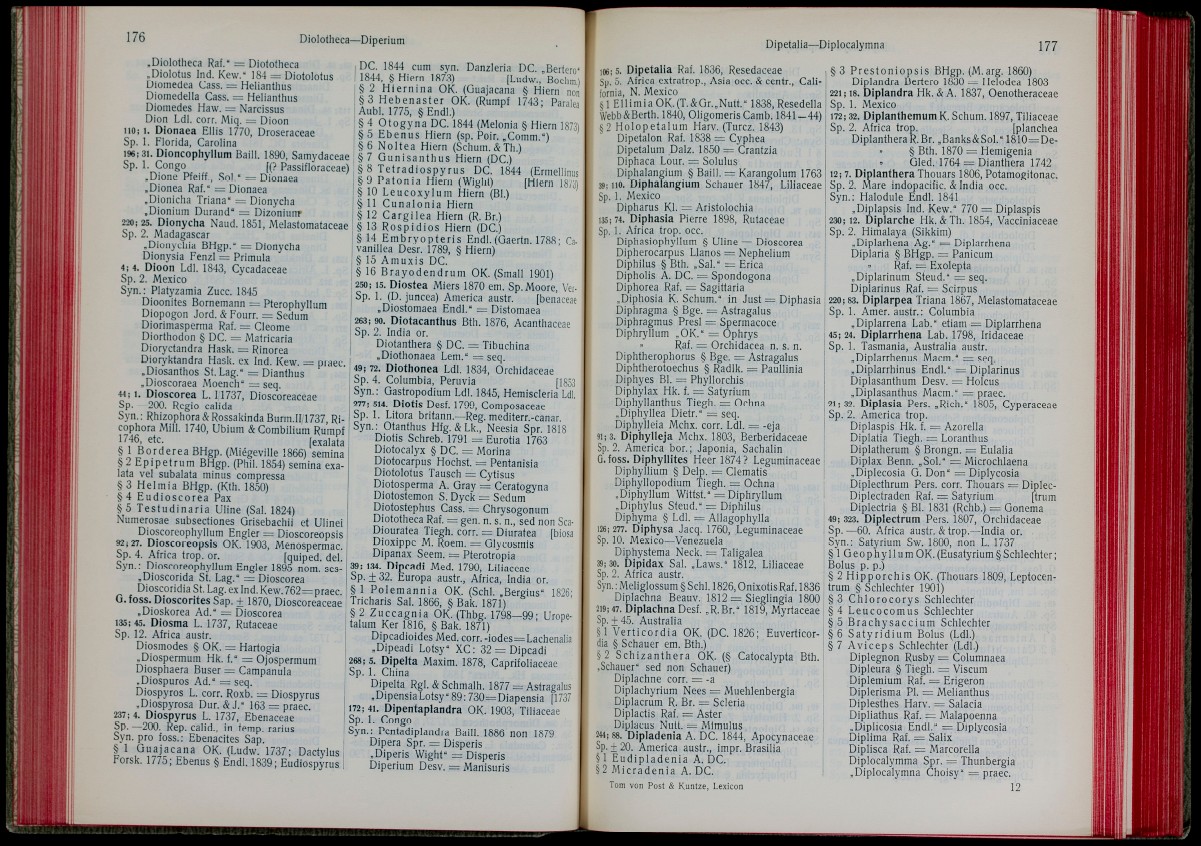 176
Diolotheca—Diperium
„Diolotheca Raf.“ = Diototheca
„Diolotus Ind. Kew.“ 184 = Diotolotus
Diomedea Cass. = Helianthus
Diomedella Cass. = Helianthus
Diomedes Haw. = Narcissus
Dion Ldl. corr. Miq. = Dioon
110; 1. Dionaea Ellis 1770, Droseraceae
Sp. 1. Florida, Carolina
196; 31. Dioncophyllum Baill. 1890, Samydaceae
Sp. 1. Congo [(? Passifloraceae)
„Dione Pfeiff., Sol.“ = Dionaea
„Dionea Raf.“ = Dionaea
„Dionicha Triana“ = Dionycha
„Dionium Durand“ = Dizonium
220; 25. Dionycha Naud. 1851, Melastomataceae
Sp. 2. Madagascar
„Dionychia BHgp.“ = Dionycha
Dionysia Fenzl = Primula
4; 4. Dioon Ldl. 1843, Cycadaceae
Sp. 2. Mexico
Syn.: Platyzamia Zucc. 1845
Dioonites Bornemann = Pterophyllum
Diopogon Jord. & Fourr. = Sedum
Diorimasperma Raf. = Cleome
Diorthodon § DC. = Matricaria
Dioryctandra Hask. = Rinorea
Dioryktandra Hask. ex Ind. Kew. = praec.
„Diosanthos St. Lag.“ = Dianthus
„Dioscoraea Moench“ = seq.
44; 1. Dioscorea L. 11737, Dioscoreaceae
Sp. — 200. Regio calida
Syn.: Rhizophora & Rossakinda Burm. II/1737, Ri-
cophora Mill. 1740, Ubium & Combilium Rumpf
1746, etc. [exalata
§ 1 Borderea BHgp. (Miégeville 1866) semina
§ 2 Epipetrum BHgp. (Phil. 1854) semina exa-
lata vel subalata minus compressa
§ 3 Helmia BHgp. (Kth. 1850)
§ 4 Eudioscorea Pax
§ 5 Testudinaria Uline (Sal. 1824)
Numerosae subsectiones Grisebachii et Ulinei
Dioscoreophyllum Engler = Dioscoreopsis
92; 27. Dioscoreopsis OK. 1903, Menospermac.
Sp. 4. Africa trop. or. [quiped. del.
Syn.: Dioscoreophyllum Engler 1895 nom. ses-
„Dioscorida St. Lag.“ = Dioscorea
Dioscoridia St. Lag. ex Ind. Kew. 762 = praec.
G. foss. Dioscorites Sap. ± 1870, Dioscoreaceae
„Dioskorea Ad.“ = Dioscorea
135; 45. Diosma L. 1737, Rutaceae
Sp. 12. Africa austr.
Diosmodes § OK. = Hartogia
„Diospermum Hk. f.“ = Ojospermum
Diosphaera Buser = Campanula
„Diospuros Ad.“ = seq.
Diospyros L. corr. Roxb. = Diospyrus
„Diospyrosa Dur. & J.“ 163 = praec.
237; 4. Diospyrus L. 1737, Ebenaceae
Sp. —200. Rep. calid., in temp. rarius
Syn. pro foss.: Ebenacites Sap.
§ 1 Guajacana OK. (Ludw. 1737; Dactylus
Forsk. 1775; Ebenus § Endl. 1839; Eudiospyrus
DC. 1844 cum syn. Danzleria DC. „Bertero“
1844, § Hiern 1873) [Ludw., Boehm.)
§ 2 Hiernina OK. (Guajacana § Hiern non
§ 3 Hebenaster OK. (Rumpf 1743; Paralea
Aubl. 1775, § Endl.)
§ 4 Otogyna DC. 1844 (Melonia § Hiern 1873)
§ 5 Ebenus Hiern (sp. Poir. „Comm.“)
§ 6 Noltea Hiern (Schum. & Th.)
§ 7 Gunisanthus Hiern (DC.)
§ 8 Tetradiospyrus DC. 1844 (Ermellinus
§ 9 Patonia Hiern (Wight) [Hiern 1873)
§ 10 Leucoxylum Hiern (Bl.)
§ 11 Cunalonia Hiern
§ 12 Cargilea Hiern (R. Br.)
§ 13 Rospidios Hiern (DC.)
§ 14 Embryopteris Endl. (Gaertn. 1788; Ca-
vanillea Desr. 1789, § Hiern)
§ 15 Amuxis DC.
§ 16 Brayodendrum OK. (Small 1901)
250; 15. Diostea Miers 1870 em. Sp. Moore, Ver-
Sp. 1. (D. juncea) America austr. [benaceae
„Diostomaea Endl.“ = Distomaea
263; 90. Diotacanthus Bth. 1876, Acanthaceae
Sp. 2. India or.
Diotanthera § DC. = Tibuchina
„Diothonaea Lem.“ = seq.
49; 72. Diothonea Ldl. 1834, Orchidaceae
Sp. 4. Columbia, Peruvia [1853
Syn.: Gastropodium Ldl. 1845, Hemiscleria Ldl.
277; 514. Diotis Desf. 1799, Compositaceae
Sp. 1. Litora britann.—Reg. mediterr.-canar.
Syn.: Otanthus Hfg. & Lk., Neesia Spr. 1818
Diotis Schreb. 1791 = Eurotia 1763
Diotocalyx § DC. = Morina
Diotocarpus Hochst. = Pentanisia
Diotolotus Tausch = Cytisus
Diotosperma A. Gray = Ceratogyna
Diotostemon S. Dyck = Sedum
Diotostephus Cass. = Chrysogonum
Diototheca Raf. = gen. n. s. n., sed non Sca-
Diouratea Tiegh. corr. = Diuratea [biosa
Dioxippe M. Roem. = Glycosmis
Dipanax Seem. = Pterotropia
39; 134. Dipcadi Med. 1790, Liliaceae
Sp. ± 32. Europa austr., Africa, India or.
§ 1 Polemannia OK. (Schl. „Bergius“ 1826;
Tricharis Sal. 1866, § Bak. 1871)
§ 2 Zuccagnia OK. (Thbg. 1798—99; Urope-
talum Ker 1816, § Bak. 1871)
Dipcadioides Med. corr. -iodes = Lachenalia
„Dipeadi Lotsy“ XC: 32 = Dipcadi
268; 5. Dipelta Maxim. 1878, Caprifoliaceae
Sp. 1. China
Dipelta Rgl. & Schmalh. 1877 = Astragalus
„Dipensia Lotsy“ 89: 730 = Diapensia [1737
172; 41. Dipentaplandra OK. 1903, Tiliaceae
Sp. 1. Congo
Syn.: Pentadiplandra Baill. 1886 non 1879
Dipera Spr. = Disperis
„Diperis Wight“ = Disperis
Diperium Desv. = Manisuris
Dipetalia—Diplocalymna
177
106; 5. Dipetalia Raf. 1836, Resedaceae
Sp. 5. Africa extratrop., Asia occ. & centr., Cali-
fornia, N. Mexico
§ 1 Ellimia OK. (T. & Gr. „Nutt.“ 1838, Resedella
Webb & Berth. 1840, Oligomeris Camb. 1841—44)
§ 2 Holopetalum Harv. (Turcz. 1843)
Dipetalon Raf. 1838 = Cyphea
Dipetalum Dalz. 1850 = Crantzia
Diphaca Lour. = Solulus
Diphalangium § Baill. = Karangolum 1763
39; 110. Diphalangium Schauer 1847, Liliaceae
Sp. 1. Mexico
Dipharus Kl. = Aristolochia
135; 74. Diphasia Pierre 1898, Rutaceae
Sp. 1. Africa trop. occ.
Diphasiophyllum § Uline — Dioscorea
Dipherocarpus Llanos = Nephelium
Diphilus § Bth. „Sal.“ = Erica
Dipholis A. DC. = Spondogona
Diphorea Raf. = Sagittaria
„Diphosia K. Schum.“ in Just = Diphasia
Diphragma § Bge. = Astragalus
Diphragmus Presl = Spermacoce
Diphryllum „OK.“ = Ophrys
„ Raf. = Orchidacea n. s. n.
Diphtherophorus § Bge. = Astragalus
Diphtherotoechus § Radlk. = Paullinia
Diphyes Bl. = Phyllorchis
Diphylax Hk. f. = Satyrium
Diphyllanthus Tiegh. = Ochna
„Diphyllea Dietr.“ = seq.
Diphylleia Mchx. corr. Ldl. = -eja
91; 3. Diphylleja Mchx. 1803, Berberidaceae
Sp. 2. America bor.; Japonia, Sachalin
G. foss. Diphyllites Heer 1874 ? Leguminaceae
Diphyllium § Delp. = Clematis
Diphyllopodium Tiegh. = Ochna
„Diphyllum Wittst.“ = Diphryllum
„Diphylus Steud.“ = Diphilus
Diphyma § Ldl. = Allagophylla
126; 277. Diphysa Jacq. 1760, Leguminaceae
Sp. 10. Mexico—Venezuela
Diphystema Neck. = Taligalea
39; 30. Dipidax Sal. „Laws.“ 1812, Liliaceae
Sp. 2. Africa austr.
Syn.: Meliglossum § Schl. 1826, Onixotis Raf. 1836
Diplachna Beauv. 1812 = Sieglingia 1800
219; 47. Diplachna Desf. „R. Br.“ 1819, Myrtaceae
Sp. ± 45. Australia
§ 1 Verticordia OK. (DC. 1826; Euverticor-
dia § Schauer em. Bth.)
§ 2 Schizanthera OK. (§ Catocalypta Bth.
„Schauer“ sed non Schauer)
Diplachne corr. = -a
Diplachyrium Nees = Muehlenbergia
Diplacrum R. Br. = Scleria
Diplactis Raf. = Aster
Diplacus Nutt. = Mimulus
244; 88. Dipladenia A. DC. 1844, Apocynaceae
Sp. ± 20. America austr., impr. Brasilia
§ 1 Eudipladenia A. DC.
§ 2 Micradenia A. DC.
§ 3 Prestoniopsis BHgp. (M. arg. 1860)
Diplandra Bertero 1830 = Helodea 1803
221; 18. Diplandra Hk. & A. 1837, Oenotheraceae
Sp. 1. Mexico
172; 32. Diplanthemum K. Schum. 1897, Tiliaceae
Sp. 2. Africa trop. [planchea
Diplanthera R. Br. „Banks & Sol.“ 1810 = De-
„ § Bth. 1870 = Hemigenia
„ Gled. 1764 = Dianthera 1742
12; 7. Diplanthera Thouars 1806, Potamogitonac.
Sp. 2. Mare indopacific. & India occ.
Syn.: Halodule Endl. 1841
„Diplapsis Ind. Kew.“ 770 = Diplaspis
230; 12. Diplarche Hk. & Th. 1854, Vacciniaceae
Sp. 2. Himalaya (Sikkim)
„Diplarhena Ag.“ = Diplarrhena
Diplaria § BHgp. = Panicum
„ Raf. = Exolepta
„Diplarinum Steud.“ = seq.
Diplarinus Raf. = Scirpus
220; 83. Diplarpea Triana 1867, Melastomataceae
Sp. 1. Amer. austr.: Columbia
„Diplarrena Lab.“ etiam = Diplarrhena
45; 24. Diplarrhena Lab. 1798, Iridaceae
Sp. 1. Tasmania, Australia austr.
„Diplarrhenus Macm.“ = seq.
„Diplarrhinus Endl.“ = Diplarinus
Diplasanthum Desv. = Holcus
„Diplasanthus Macm.“ = praec.
21; 32. Diplasia Pers. „Rich.“ 1805, Cyperaceae
Sp. 2. America trop.
Diplaspis Hk. f. = Azorella
Diplatia Tiegh. = Loranthus
Diplatherum § Brongn. = Eulalia
Diplax Benn. „Sol.“ = Microchlaena
„Diplecosia G. Don“ = Diplycosia
Diplecthrum Pers. corr. Thouars = Diplec-
Diplectraden Raf. = Satyrium [trum
Diplectria § Bl. 1831 (Rchb.) = Gonema
49; 323. Diplectrum Pers. 1807, Orchidaceae
Sp. —60. Africa austr. & trop.—India or.
Syn.: Satyrium Sw. 1800, non L. 1737
§ 1 Geophyllum OK. (Eusatyrium § Schlechter;
Bolus p. p.)
§ 2 Hipporchis OK. (Thouars 1809, Leptocen-
trum § Schlechter 1901)
§ 3 Chlorocorys Schlechter
§ 4 Leucocomus Schlechter
§ 5 Brachysaccium Schlechter
§ 6 Satyridium Bolus (Ldl.)
§ 7 Aviceps Schlechter (Ldl.)
Diplegnon Rusby = Columnaea
Dipleura § Tiegh. = Viscum
Diplemium Raf. = Erigeron
Diplerisma Pl. = Melianthus
Diplesthes Harv. = Salacia
Dipliathus Raf. = Malapoenna
„Diplicosia Endl.“ = Diplycosia
Diplima Raf. = Salix
Diplisca Raf. = Marcorella
Diplocalymma Spr. = Thunbergia
„Diplocalymna Choisy“ = praec.
Tom von Post & Kuntze, Lexicon
12